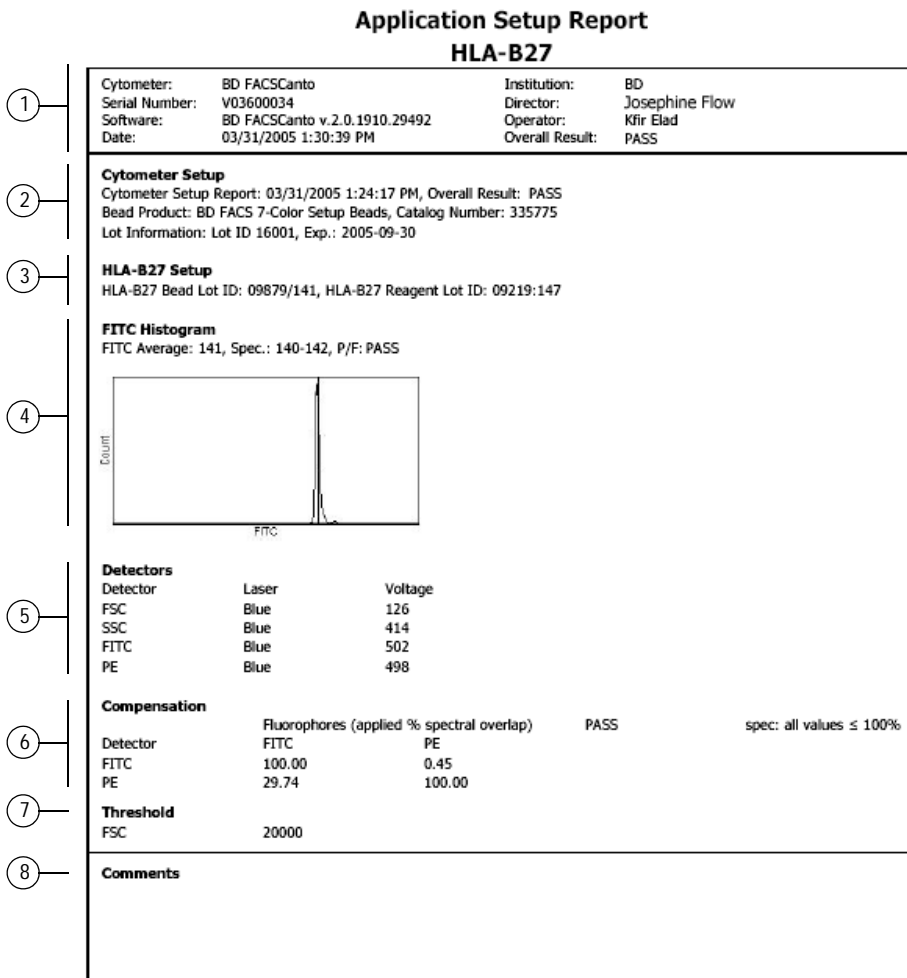 Application Setup Report
HLA-B27
1
Cytometer: BD FACSCanto Institution: BD
Serial Number: V03600034 Director: Josephine Flow
Software: BD FACSCanto v.2.0.1910.29492 Operator: Kfir Elad
Date: 03/31/2005 1:30:39 PM Overall Result: PASS
2
Cytometer Setup
Cytometer Setup Report: 03/31/2005 1:24:17 PM, Overall Result: PASS
Bead Product: BD FACS 7-Color Setup Beads, Catalog Number: 335775
Lot Information: Lot ID 16001, Exp.: 2005-09-30
3
HLA-B27 Setup
HLA-B27 Bead Lot ID: 09879/141, HLA-B27 Reagent Lot ID: 09219:147
4
FITC Histogram
FITC Average: 141, Spec.: 140-142, P/F: PASS
Count
FITC
5
Detectors
Detector Laser Voltage
FSC Blue 126
SSC Blue 414
FITC Blue 502
PE Blue 498
6
Compensation
Fluorophores (applied % spectral overlap) PASS spec: all values ≤ 100%
Detector FITC PE
FITC 100.00 0.45
PE 29.74 100.00
7
Threshold
FSC 20000
8
Comments